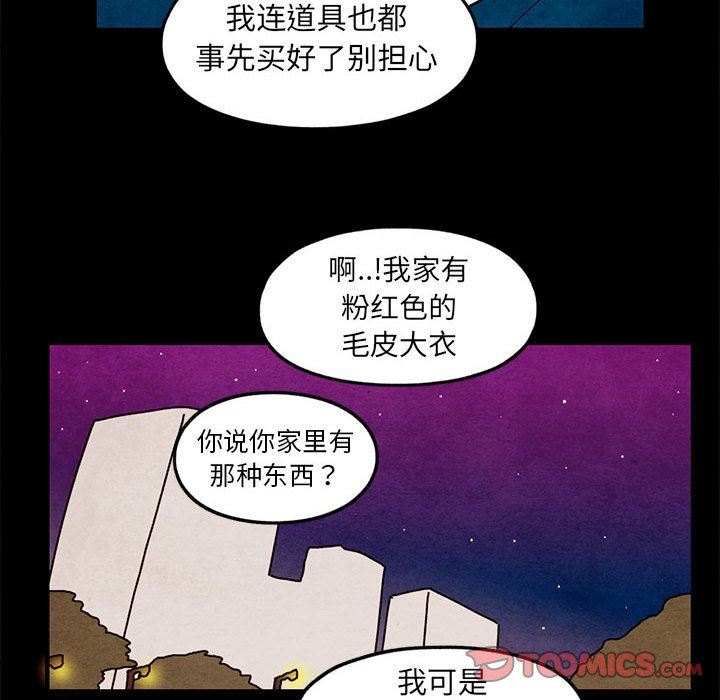 我连道具也都
事先买好了别担心
啊..!我家有
粉红色的
毛皮大衣
你说你家里有
那种东西？
我可是
TOOMICS.COM